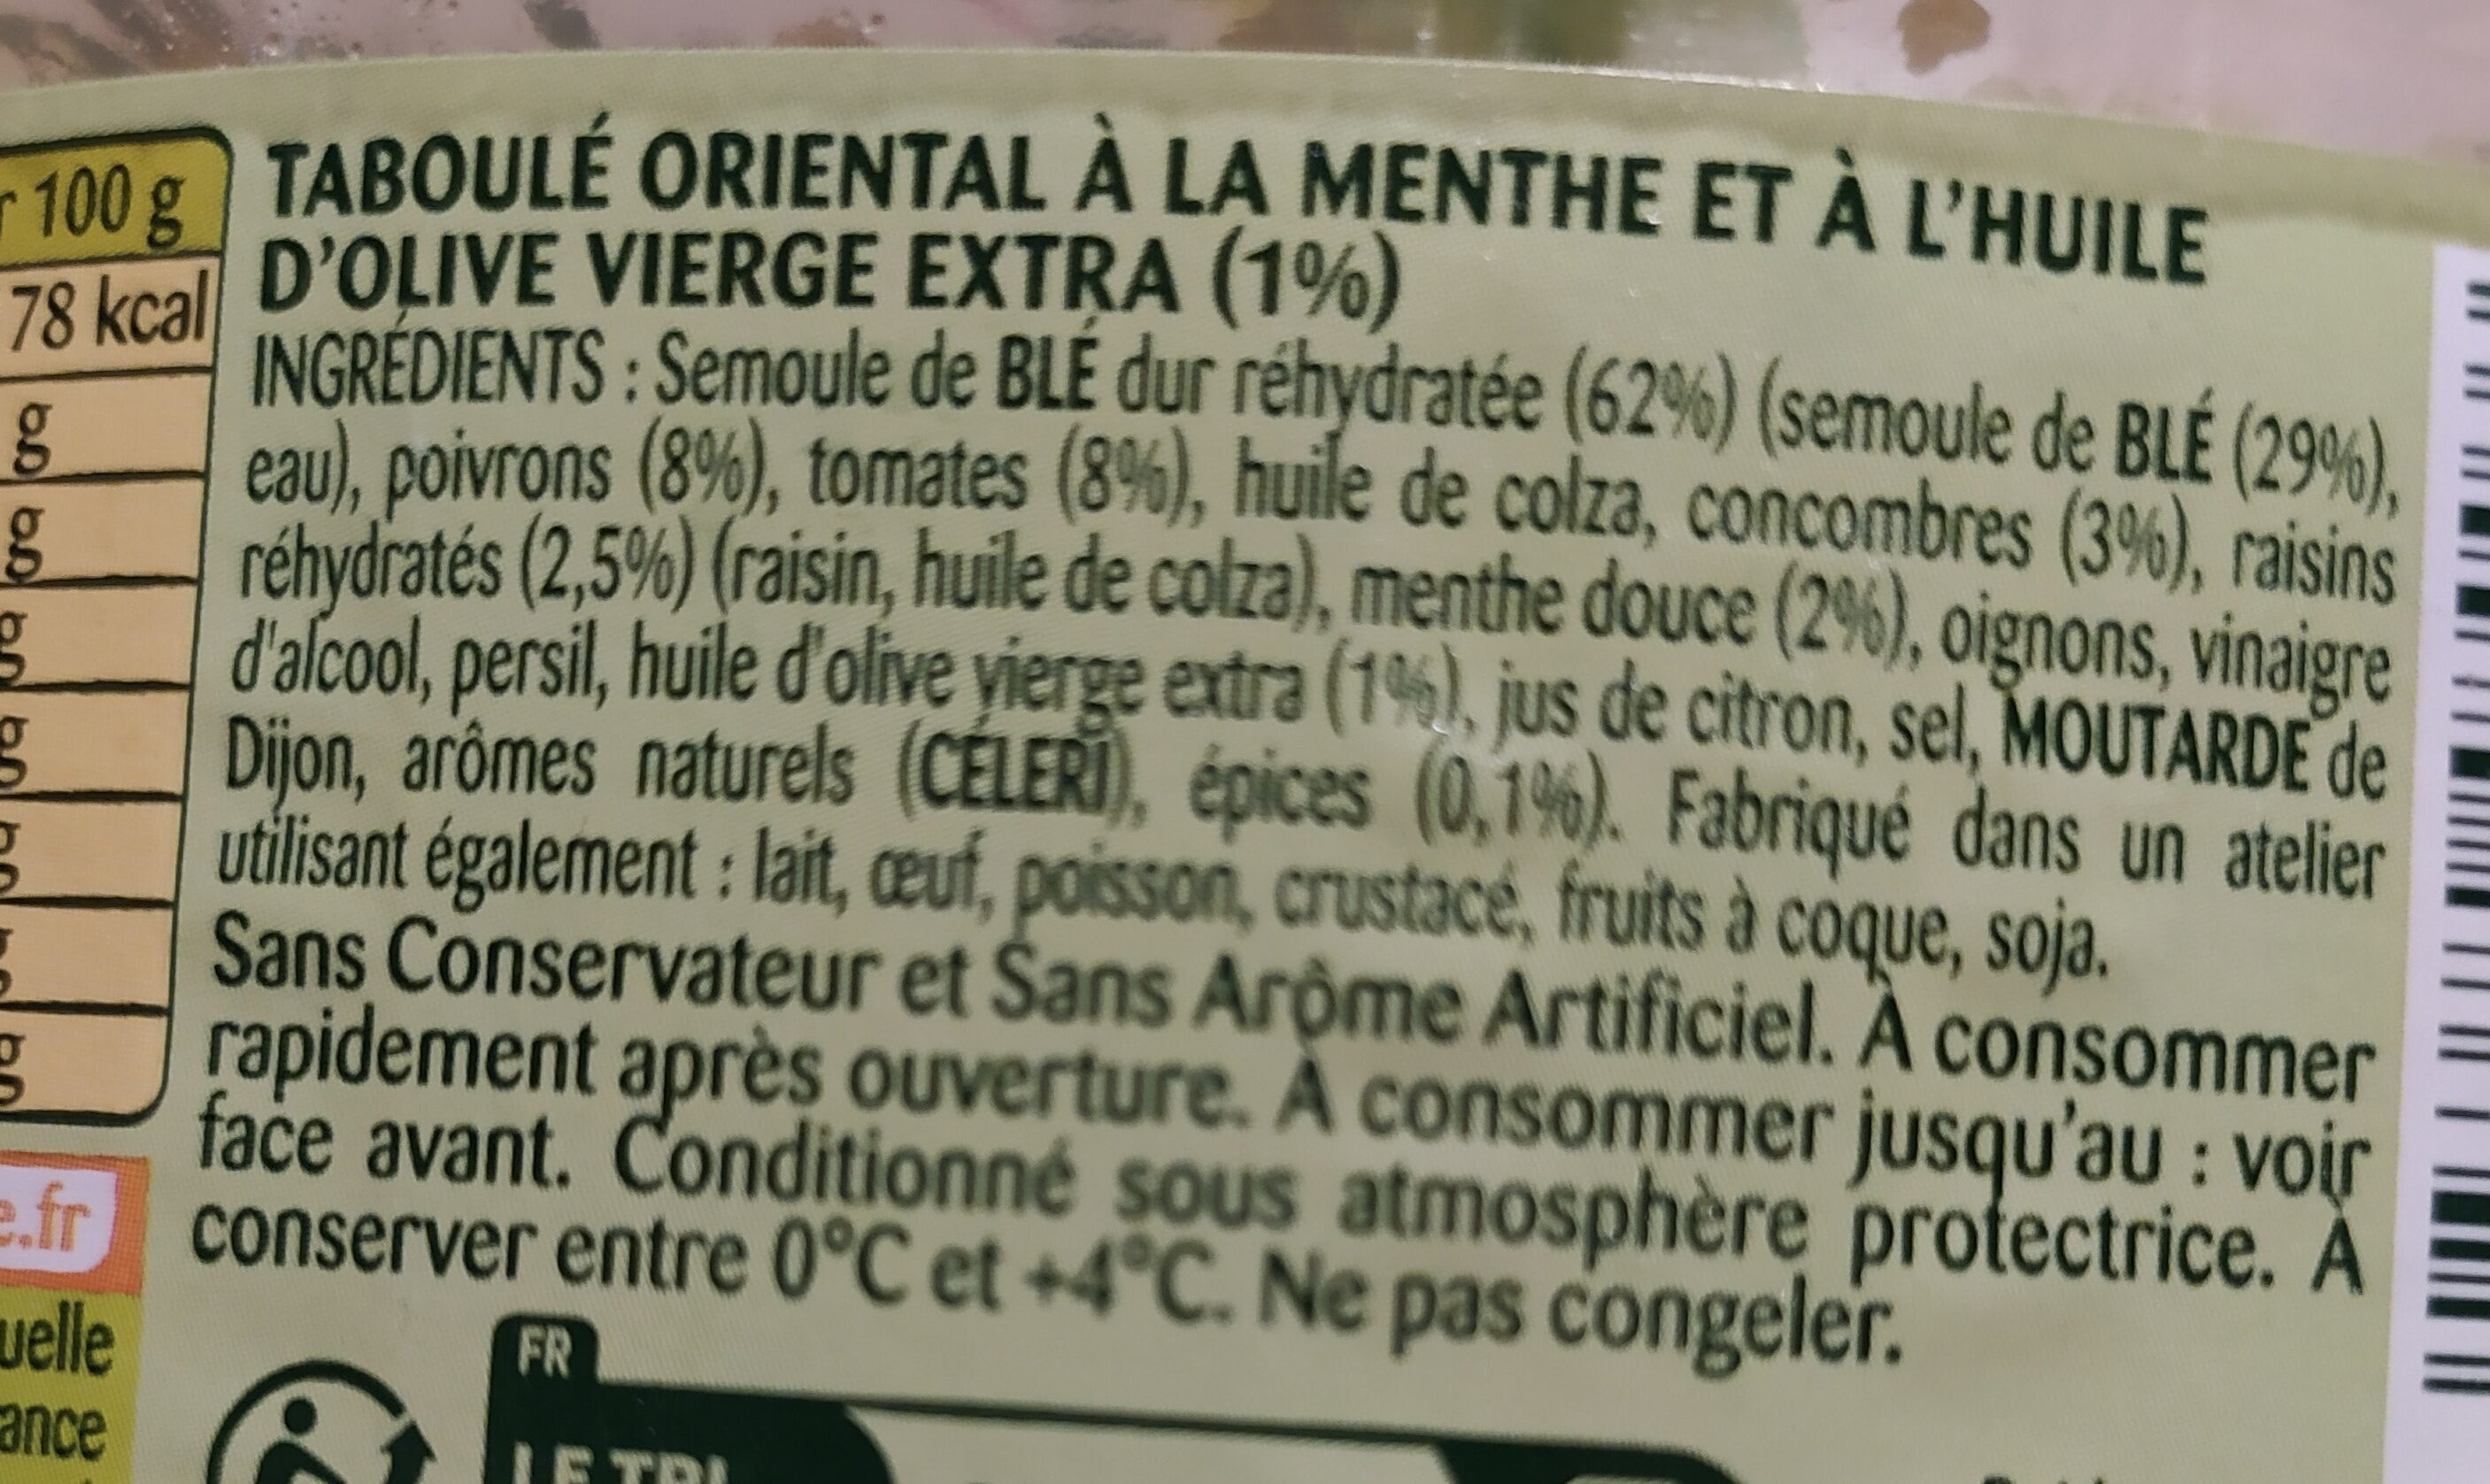 r 100 g
78 kcal
g
g
g
g
g
g
g
e.fr
uelle
ance
TABOULÉ ORIENTAL À LA MENTHE ET À L'HUILE
D'OLIVE VIERGE EXTRA (1%)
INGRÉDIENTS : Semoule de BLÉ dur réhydratée (62%) (semoule de BLÉ (29%),
eau), poivrons (8%), tomates (8%), huile de colza, concombres (3%), raisins
réhydratés (2,5%) (raisin, huile de colza), menthe douce (2%), oignons, vinaigre
d'alcool, persil, huile d'olive vierge extra (1%), jus de citron, sel, MOUTARDE de
Dijon, arômes naturels (CÉLERI), épices (0,1%). Fabriqué dans un atelier
utilisant également : lait, œuf, poisson, crustacé, fruits à coque, soja.
Sans Conservateur et Sans Arôme Artificiel. À consommer
rapidement après ouverture. À consommer jusqu'au : voir
face avant. Conditionné sous atmosphère protectrice. À
conserver entre 0°C et +4°C. Ne pas congeler.
FR
LE TRI